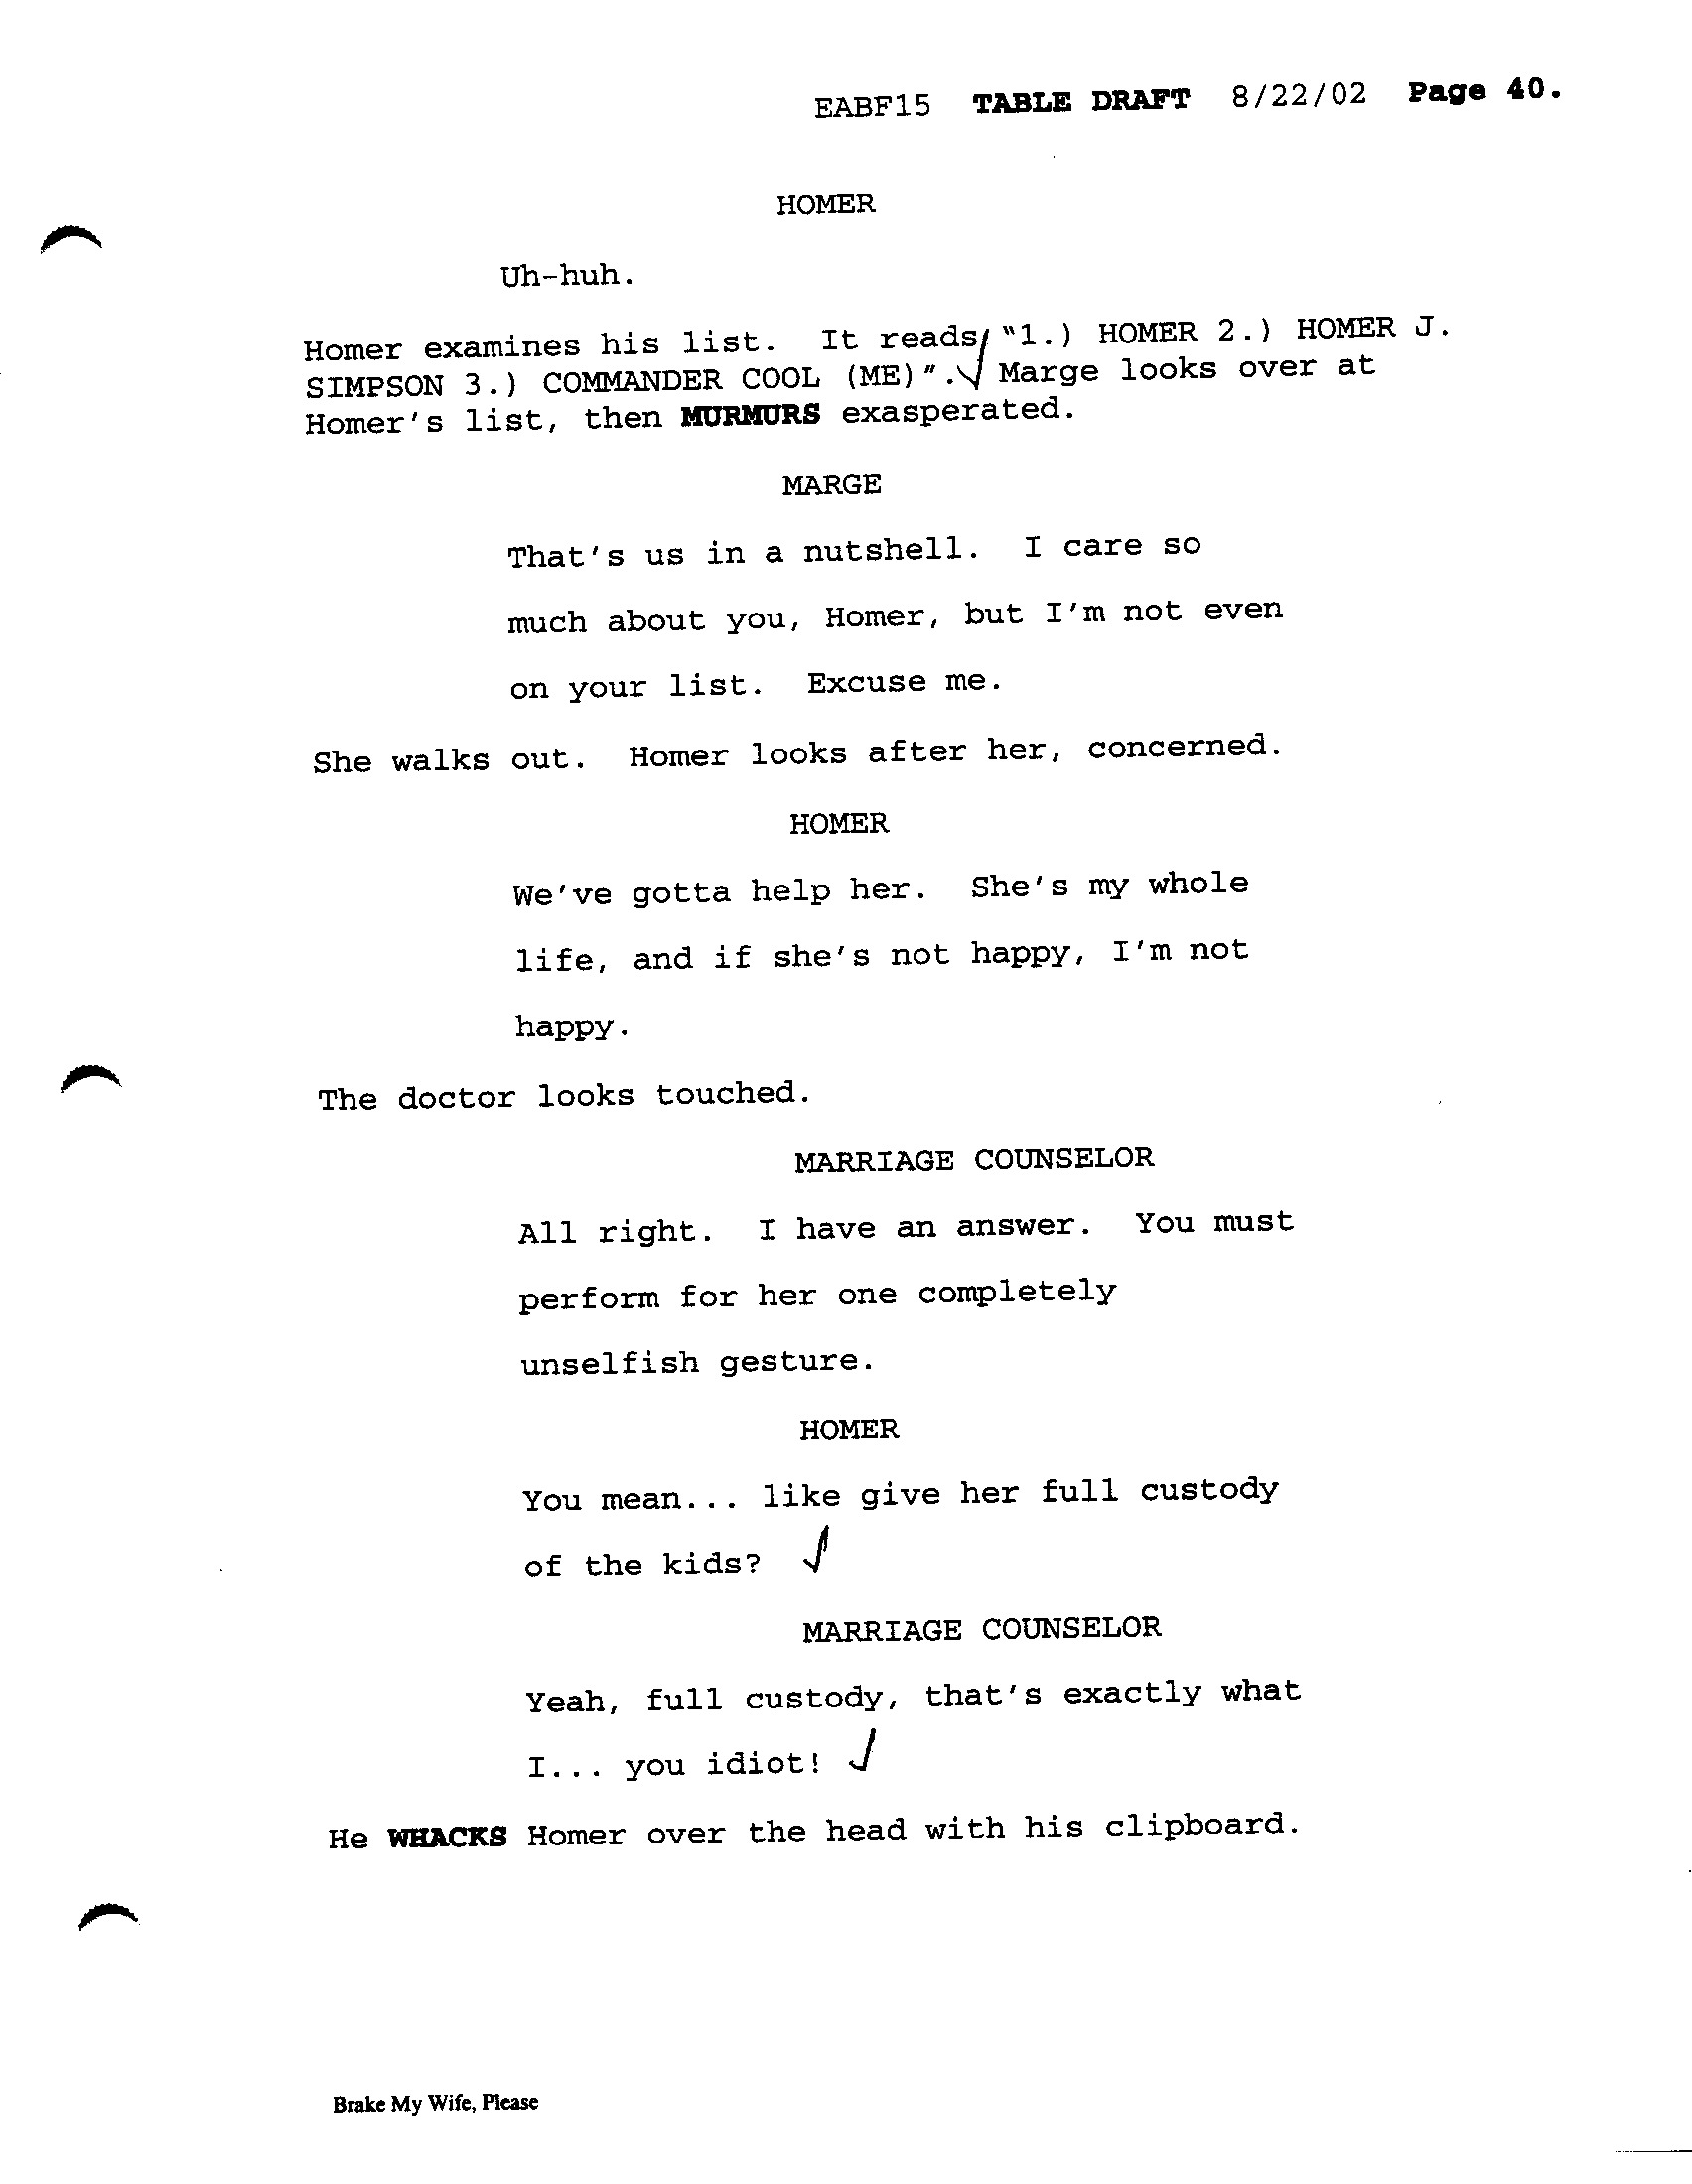 EABF15 TABLE DRAFT 8/22/02 Page 40.
HOMER
Uh-huh.
Homer examines his list. It reads, "1.) HOMER 2.) HOMER J.
SIMPSON 3.) COMMANDER COOL (ME)". Marge looks over at
Homer's list, then MURMURS exasperated.
MARGE
That's us in a nutshell. I care so
much about you, Homer, but I'm not even
on your list. Excuse me.
She walks out. Homer looks after her, concerned.
HOMER
We've gotta help her. She's my whole
life, and if she's not happy, I'm not
happy.
The doctor looks touched.
MARRIAGE COUNSELOR
All right. I have an answer. You must
perform for her one completely
unselfish gesture.
HOMER
You mean... like give her full custody
of the kids?
MARRIAGE COUNSELOR
Yeah, full custody, that's exactly what
I... you idiot!
He WHACKS Homer over the head with his clipboard.
Brake My Wife, Please